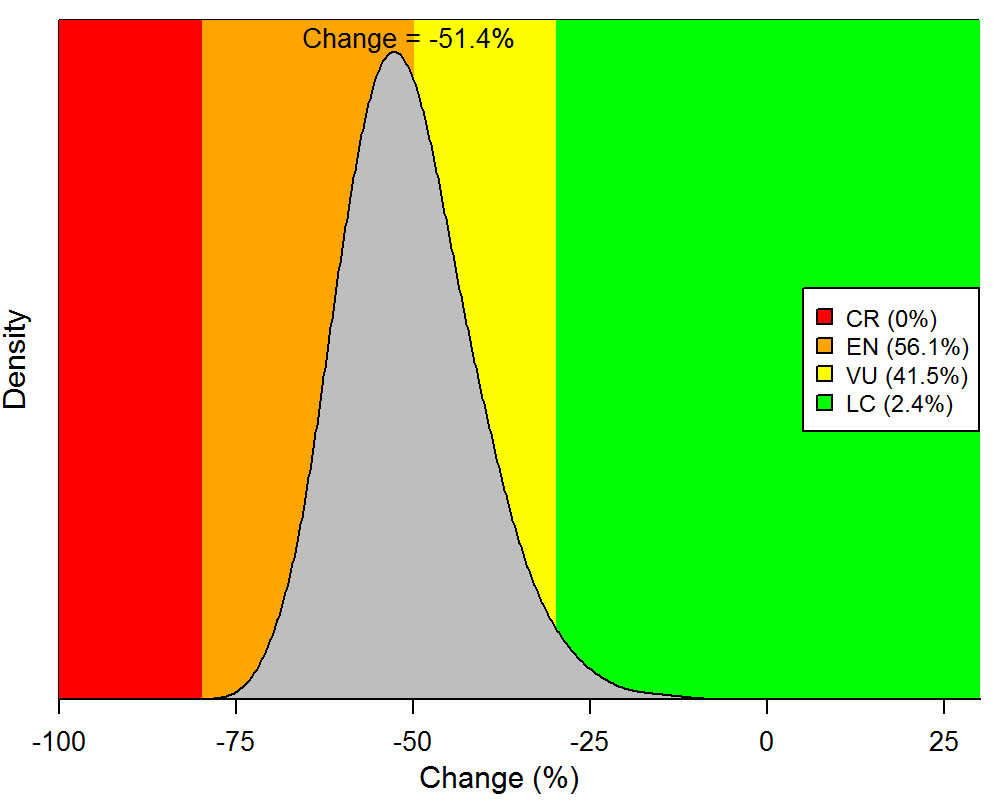 Change = -51.4%
Density
CR (0%)
EN (56.1%)
VU (41.5%)
LC (2.4%)
-100 -75 -50 -25 0 25
Change (%)